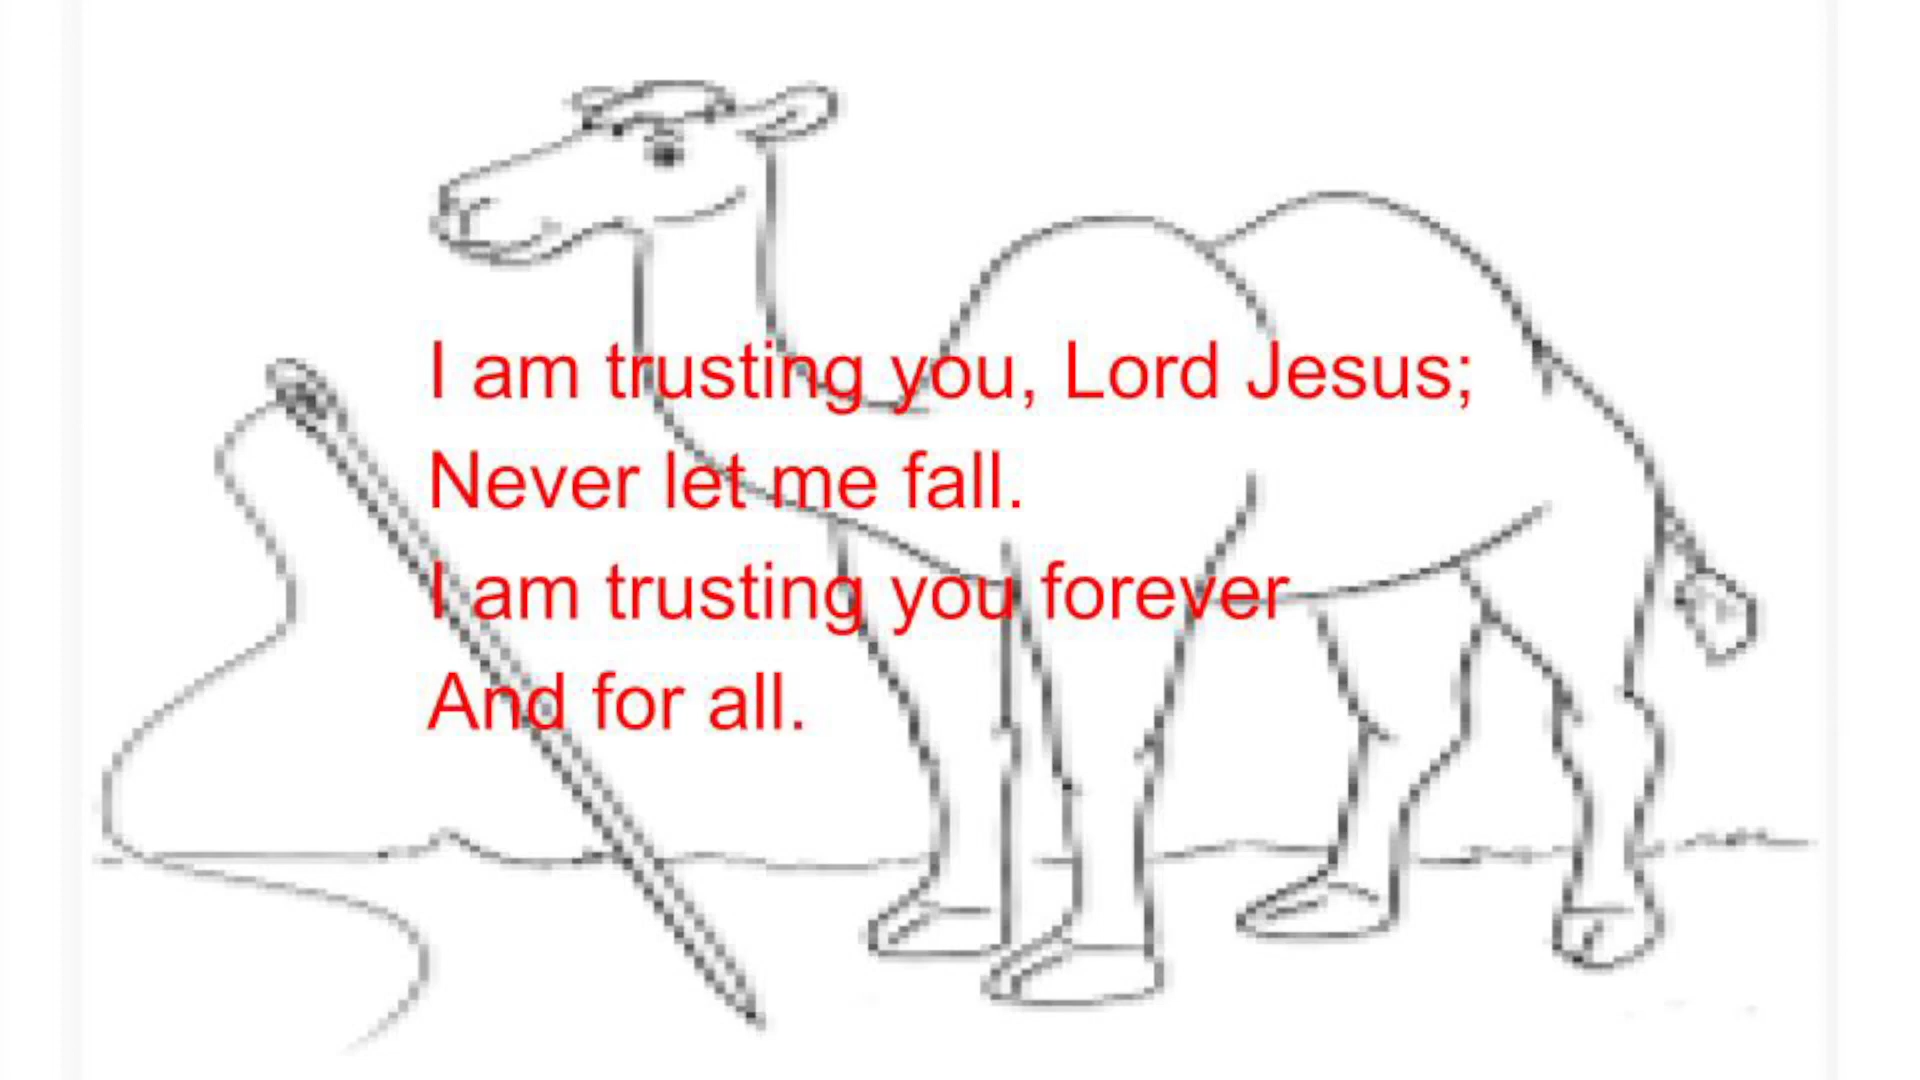 I am trusting you, Lord Jesus;
Never let me fall.
I am trusting you forever
And for all.